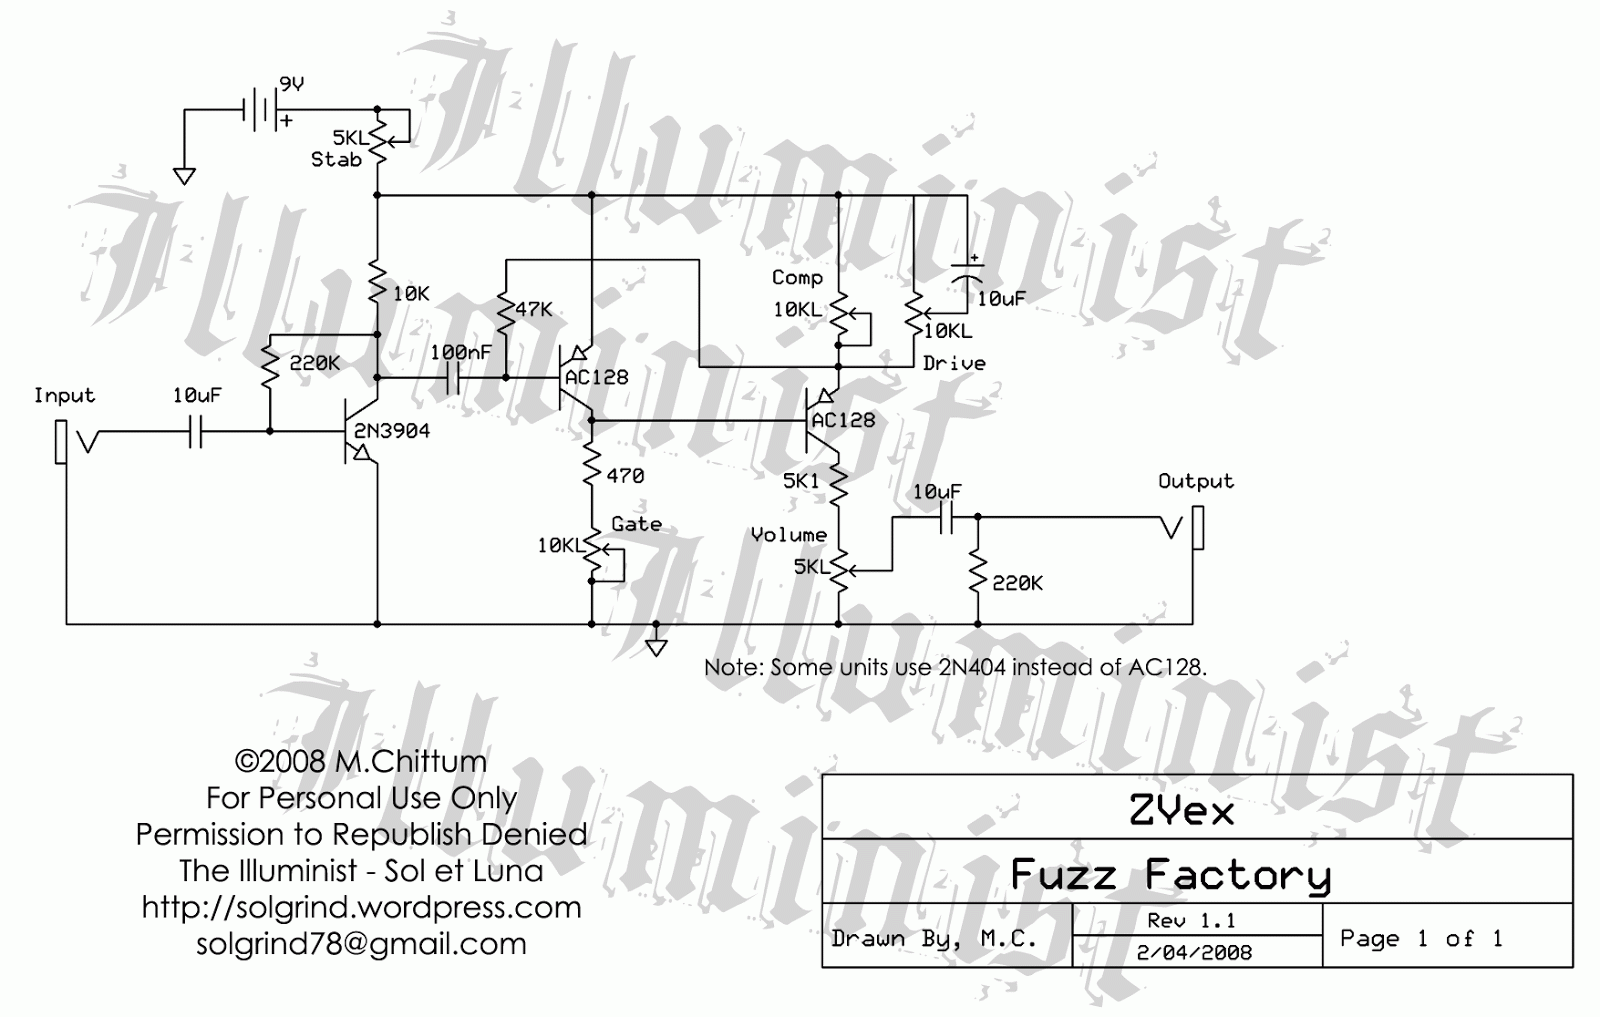 9V
+
5KL
Stab
10K
220K
47K
100nF
Comp
10KL
+
10uF
10KL
Drive
AC128
Input
10uF
2N3904
AC128
470
Gate
10KL
5K1
Volume
5KL
10uF
Output
220K
Note: Some units use 2N404 instead of AC128.
©2008 M.Chittum
For Personal Use Only
Permission to Republish Denied
The Illuminist - Sol et Luna
http://solgrind.wordpress.com
solgrind78@gmail.com
ZVex
Fuzz Factory
Drawn By, M.C.
Rev 1.1
2/04/2008
Page 1 of 1
Illuminist
Illuminist
Illuminist
Illuminist